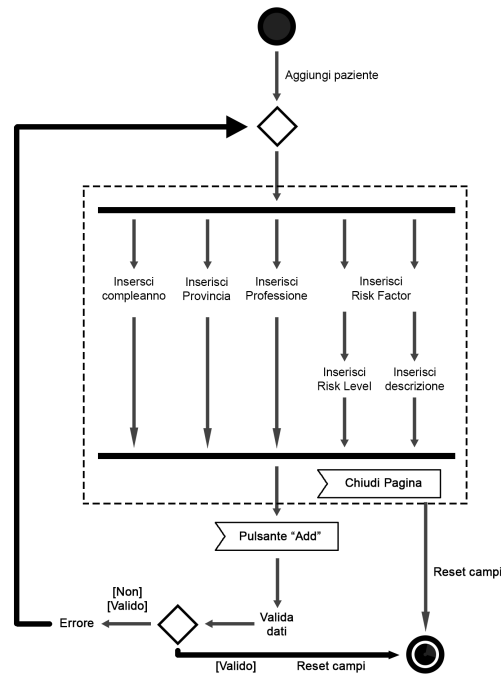 Aggiungi paziente
Insersci
compleanno
Inserisci
Provincia
Inserisci
Professione
Inserisci
Risk Factor
Inserisci
Risk Level
Inserisci
descrizione
Chiudi Pagina
Pulsante “Add”
Reset campi
[Non]
[Valido]
Errore
Valida
dati
[Valido]
Reset campi